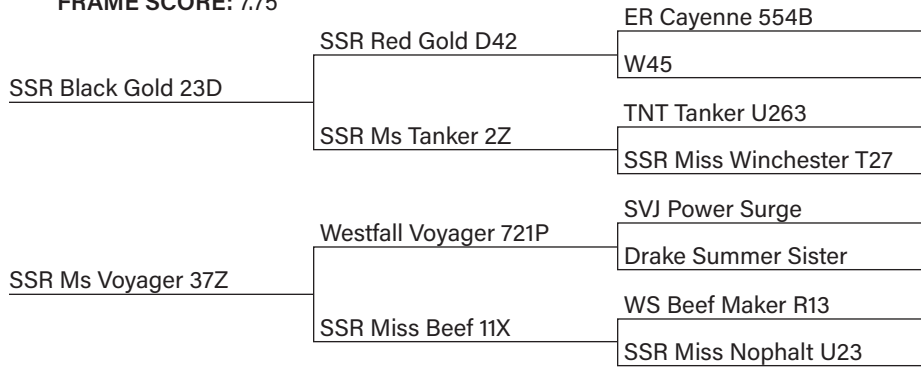 FRAME SCORE: 7.75
ER Cayenne 554B
SSR Red Gold D42
W45
SSR Black Gold 23D
TNT Tanker U263
SSR Ms Tanker 2Z
SSR Miss Winchester T27
SVJ Power Surge
Westfall Voyager 721P
Drake Summer Sister
SSR Ms Voyager 37Z
WS Beef Maker R13
SSR Miss Beef 11X
SSR Miss Nophalt U23